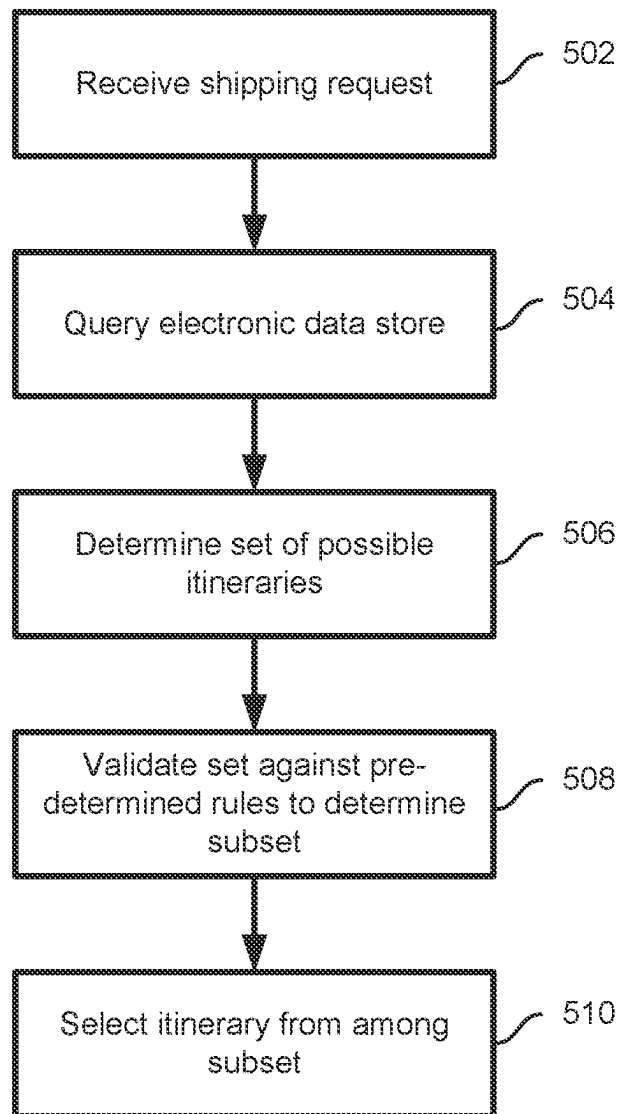 Receive shipping request
502
Query electronic data store
504
Determine set of possible
itineraries
506
Validate set against pre-
determined rules to determine
subset
508
Select itinerary from among
subset
510